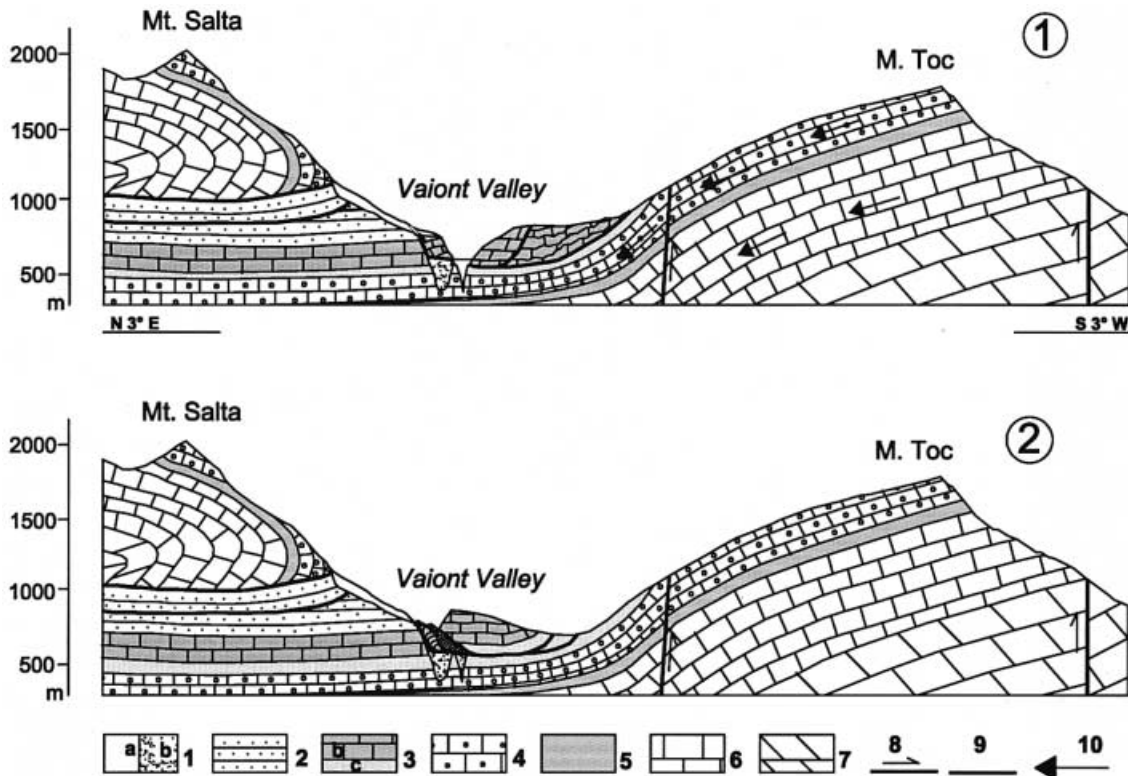 Mt. Salta
2000
1500
1000
500
m
Vaiont Valley
M. Toc
1
N 3° E
S 3° W
Mt. Salta
2000
1500
1000
500
m
Vaiont Valley
M. Toc
2
a b 1 2 b c 3 4 5 6 7 8 9 10